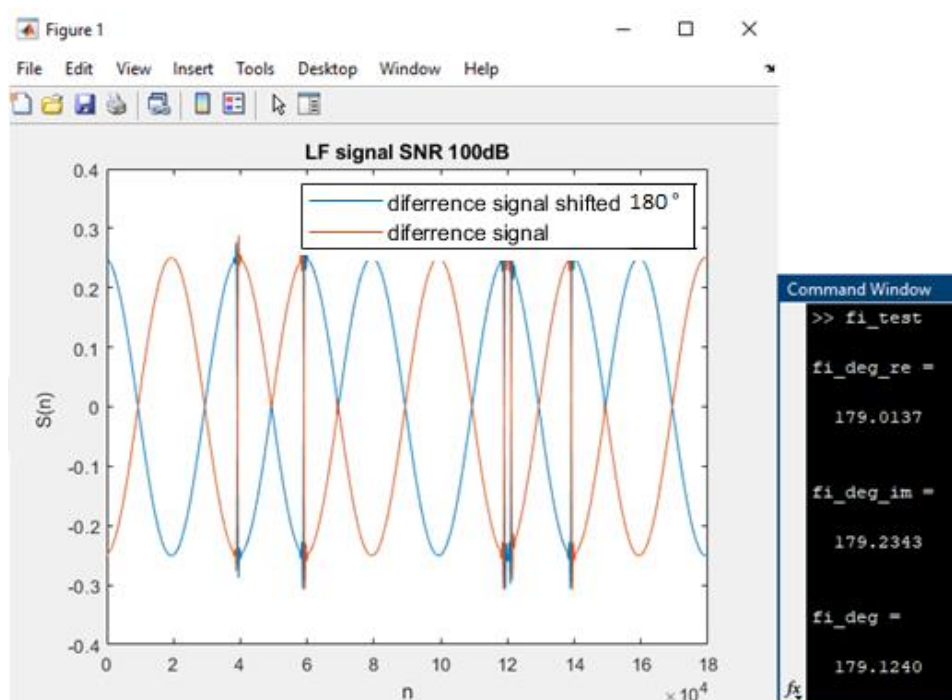 Figure 1
File Edit View Insert Tools Desktop Window Help
LF signal SNR 100dB
diferrence signal shifted 180°
diferrence signal
0.4
0.3
0.2
0.1
0
-0.1
-0.2
-0.3
-0.4
S(n)
0 2 4 6 8 10 12 14 16 18
n
× 10⁴
Command Window
>> fi_test
fi_deg_re =
179.0137
fi_deg_im =
179.2343
fi_deg =
179.1240
fx